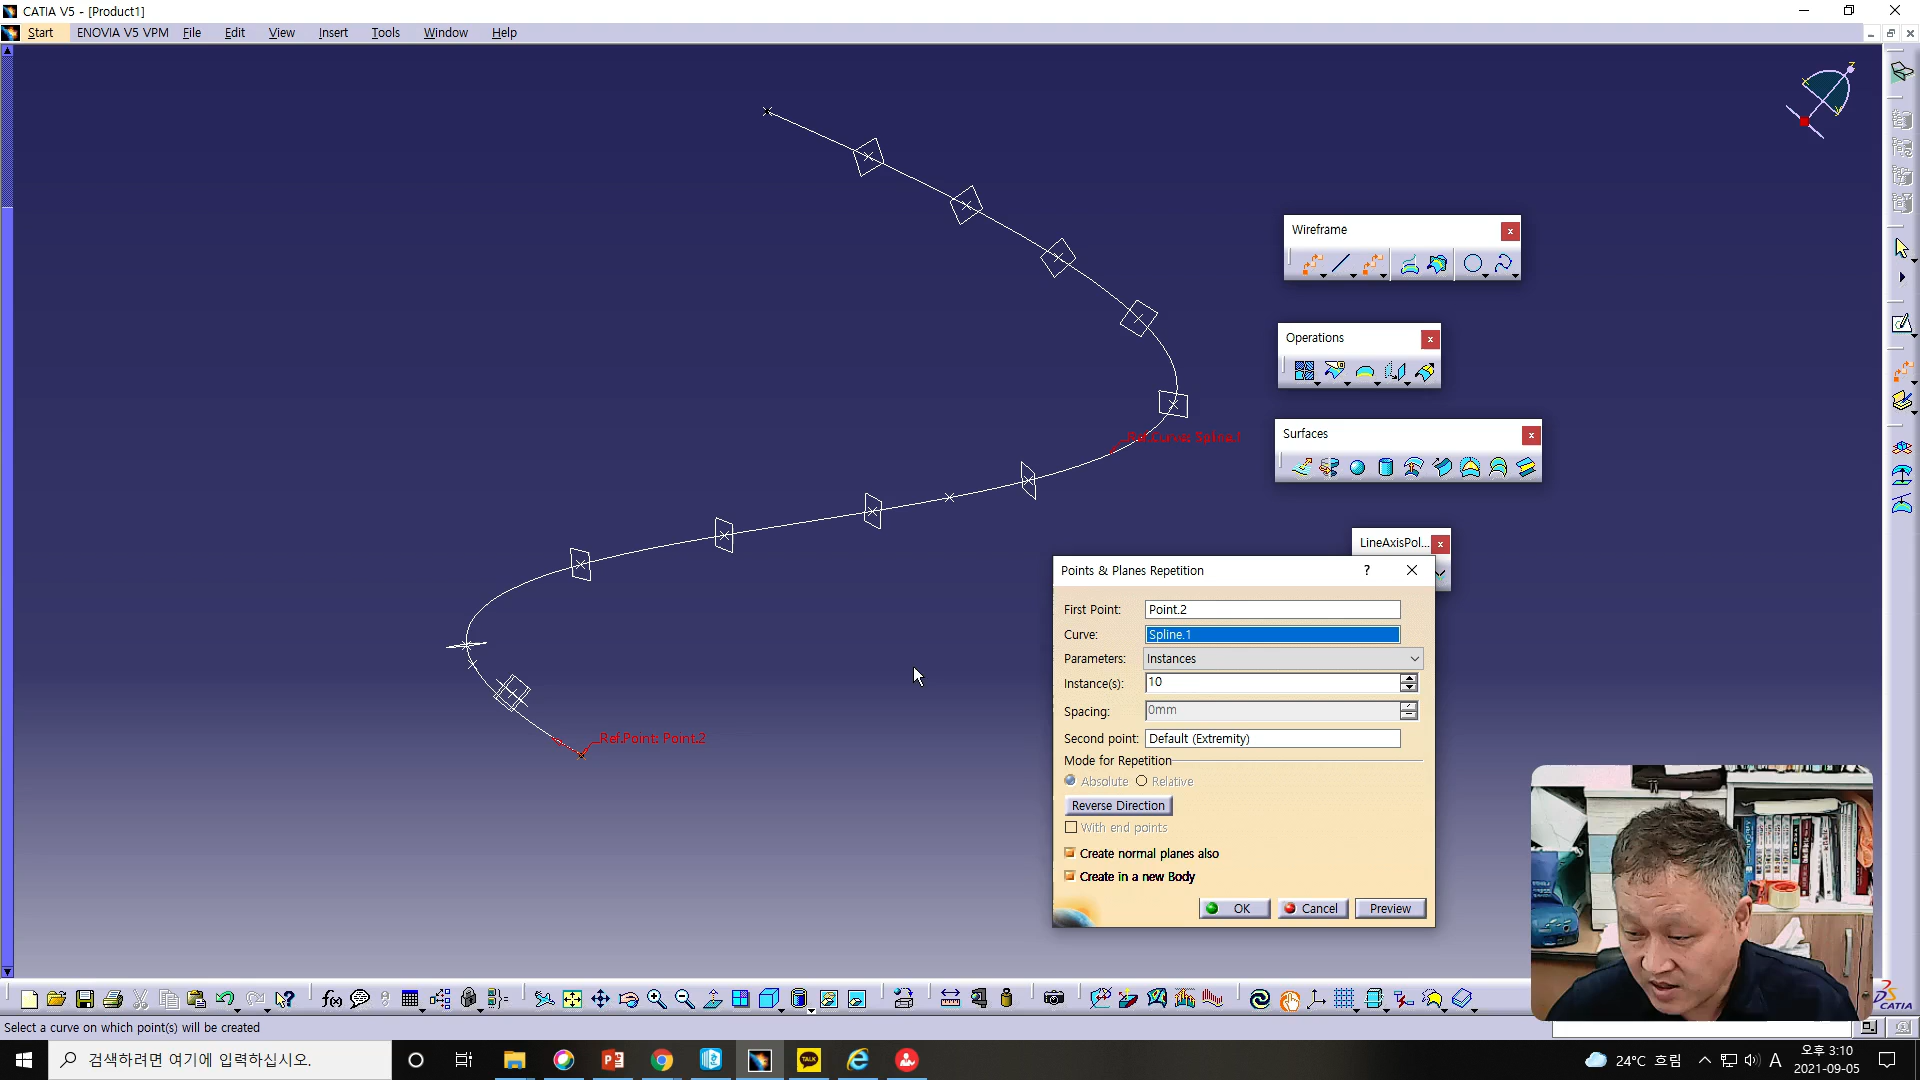 CATIA V5 - [Product1]
Start ENOVIA V5 VPM File Edit View Insert Tools Window Help
Z
Wireframe
Operations
Ref.Curve: Spline.1
Surfaces
LineAxisPol...
Points & Planes Repetition ?
First Point: Point.2
Curve: Spline.1
Parameters: Instances
Instance(s): 10
Spacing: 0mm
Ref.Point: Point.2
Second point: Default (Extremity)
Mode for Repetition
Absolute Relative
Reverse Direction
With end points
Create normal planes also
Create in a new Body
OK Cancel Preview
f(x)
CATIA
Select a curve on which point(s) will be created
검색하려면 여기에 입력하십시오.
TALK
24°C 흐림
A
오후 3:10
2021-09-05